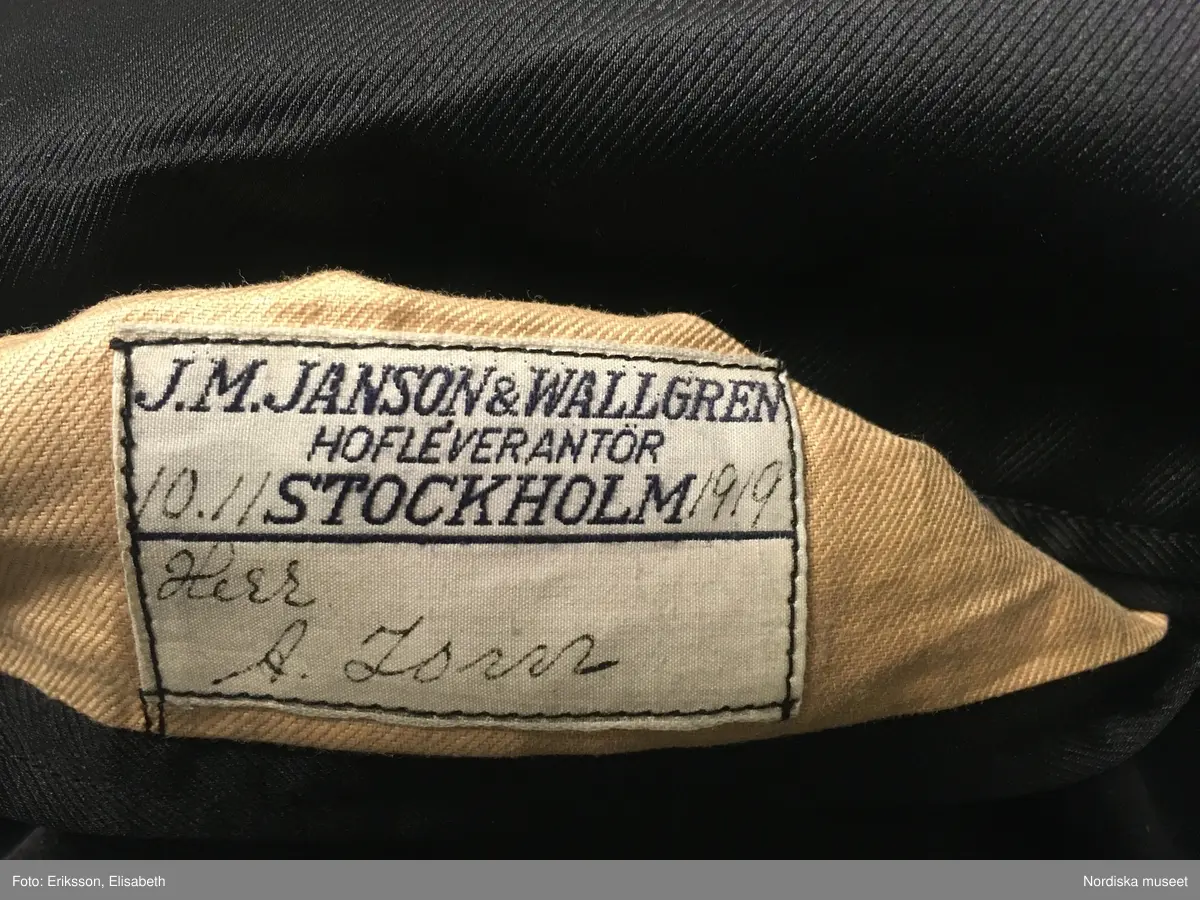 J.M. JANSON & WALLGREN
HOFLEVERANTÖR
10.11 STOCKHOLM 1919
Herr
A. Zorn
Foto: Eriksson, Elisabeth
Nordiska museet